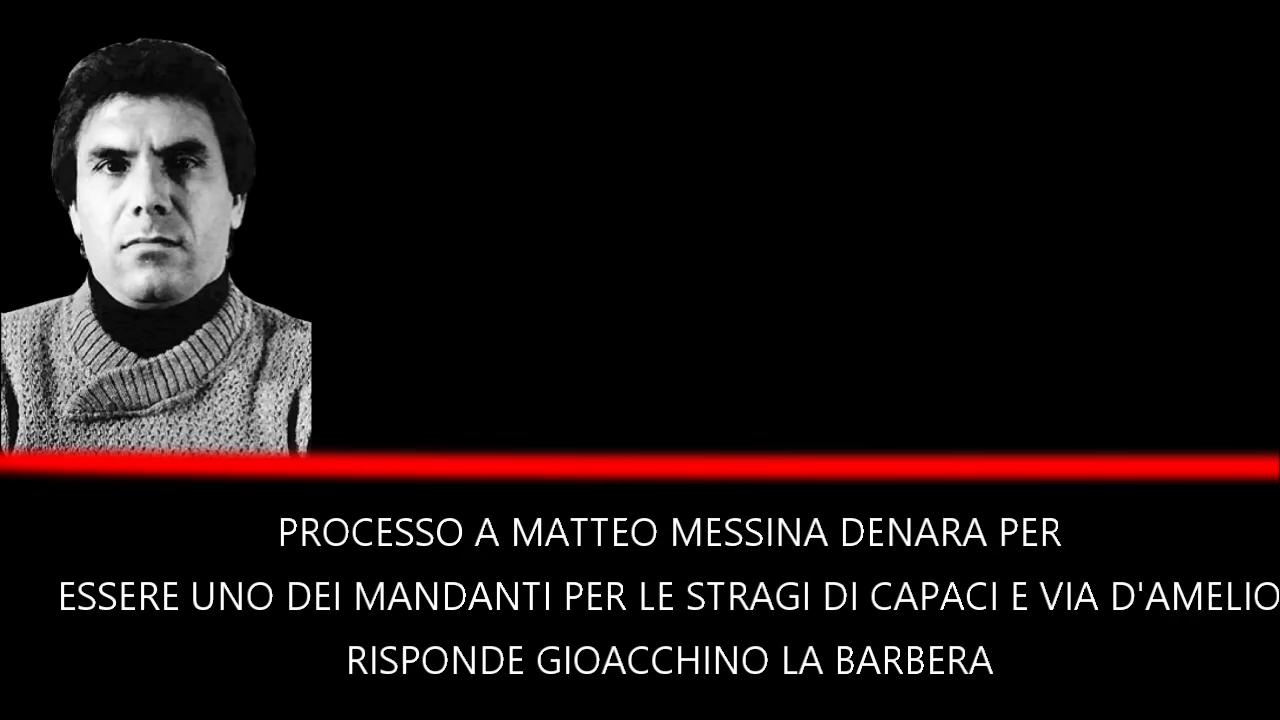 PROCESSO A MATTEO MESSINA DENARA PER
ESSERE UNO DEI MANDANTI PER LE STRAGI DI CAPACI E VIA D'AMELIO
RISPONDE GIOACCHINO LA BARBERA